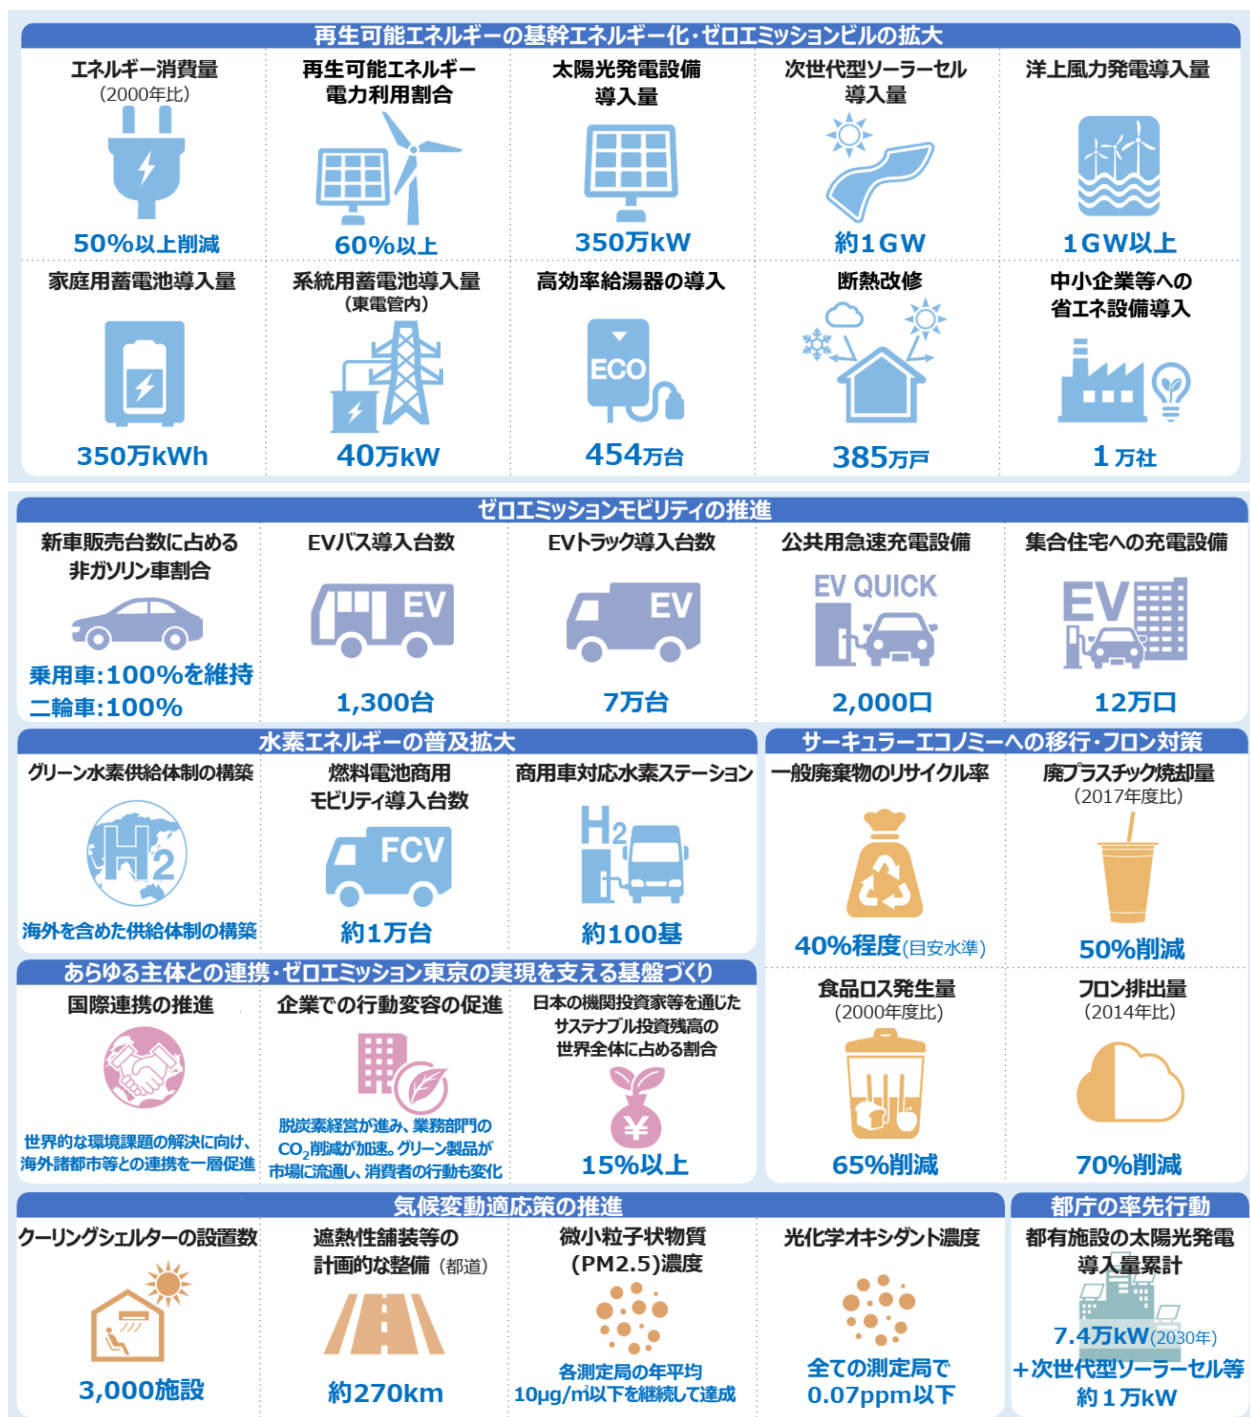 再生可能エネルギーの基幹エネルギー化・ゼロエミッションビルの拡大
エネルギー消費量
（2000年比）
50%以上削減
再生可能エネルギー
電力利用割合
60%以上
太陽光発電設備
導入量
350万kW
次世代型ソーラーセル
導入量
約1GW
洋上風力発電導入量
1GW以上
家庭用蓄電池導入量
350万kWh
系統用蓄電池導入量
（東電管内）
40万kW
高効率給湯器の導入
ECO
454万台
断熱改修
385万戸
中小企業等への
省エネ設備導入
1万社
ゼロエミッションモビリティの推進
新車販売台数に占める
非ガソリン車割合
乗用車:100%を維持
二輪車:100%
EVバス導入台数
EV
1,300台
EVトラック導入台数
EV
7万台
公共用急速充電設備
EV QUICK
2,000口
集合住宅への充電設備
EV
12万口
水素エネルギーの普及拡大
グリーン水素供給体制の構築
H2
海外を含めた供給体制の構築
燃料電池商用
モビリティ導入台数
FCV
約1万台
商用車対応水素ステーション
H2
約100基
サーキュラーエコノミーへの移行・フロン対策
一般廃棄物のリサイクル率
40%程度(目安水準)
廃プラスチック焼却量
（2017年度比）
50%削減
食品ロス発生量
(2000年度比)
65%削減
フロン排出量
(2014年比)
70%削減
あらゆる主体との連携・ゼロエミッション東京の実現を支える基盤づくり
国際連携の推進
世界的な環境課題の解決に向け、
海外諸都市等との連携を一層促進
企業での行動変容の促進
脱炭素経営が進み、業務部門の
CO2削減が加速。グリーン製品が
市場に流通し、消費者の行動も変化
日本の機関投資家等を通じた
サステナブル投資残高の
世界全体に占める割合
¥
15%以上
気候変動適応策の推進
クーリングシェルターの設置数
3,000施設
遮熱性舗装等の
計画的な整備（都道）
約270km
微小粒子状物質
(PM2.5)濃度
各測定局の年平均
10μg/㎥以下を継続して達成
光化学オキシダント濃度
全ての測定局で
0.07ppm以下
都庁の率先行動
都有施設の太陽光発電
導入量累計
7.4万kW(2030年)
＋次世代型ソーラーセル等
約1万kW